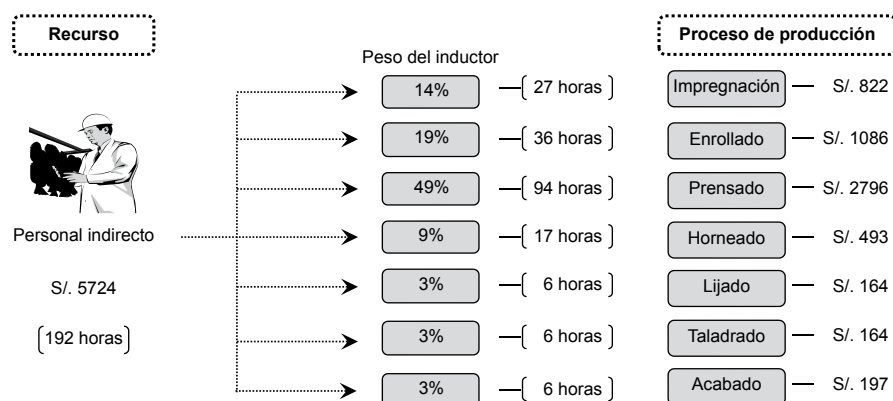 Recurso
Proceso de producción
Peso del inductor
14% 27 horas Impregnación S/. 822
19% 36 horas Enrollado S/. 1086
49% 94 horas Prensado S/. 2796
Personal indirecto 9% 17 horas Horneado S/. 493
S/. 5724 3% 6 horas Lijado S/. 164
(192 horas) 3% 6 horas Taladrado S/. 164
3% 6 horas Acabado S/. 197